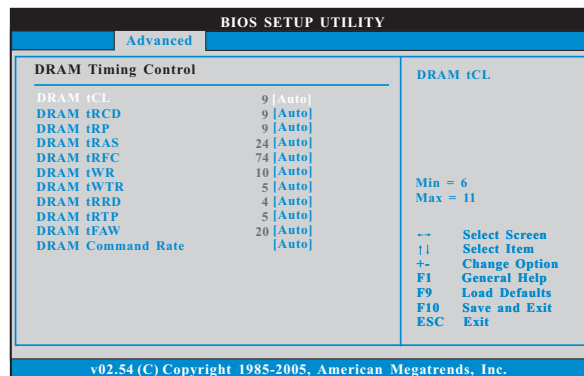 BIOS SETUP UTILITY
Advanced
DRAM Timing Control
DRAM tCL 9 [Auto]
DRAM tRCD 9 [Auto]
DRAM tRP 9 [Auto]
DRAM tRAS 24 [Auto]
DRAM tRFC 74 [Auto]
DRAM tWR 10 [Auto]
DRAM tWTR 5 [Auto]
DRAM tRRD 4 [Auto]
DRAM tRTP 5 [Auto]
DRAM tFAW 20 [Auto]
DRAM Command Rate [Auto]
DRAM tCL
Min = 6
Max = 11
←→ Select Screen
↑↓ Select Item
+- Change Option
F1 General Help
F9 Load Defaults
F10 Save and Exit
ESC Exit
v02.54 (C) Copyright 1985-2005, American Megatrends, Inc.